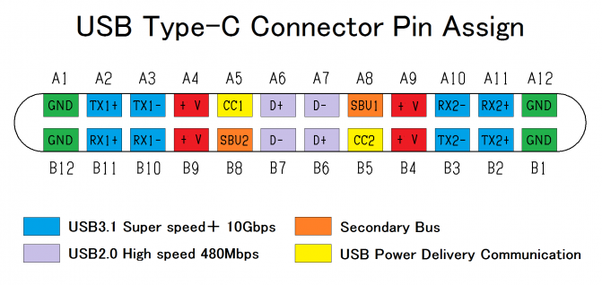 USB Type-C Connector Pin Assign
A1 A2 A3 A4 A5 A6 A7 A8 A9 A10 A11 A12
GND TX1+ TX1- + V CC1 D+ D- SBU1 + V RX2- RX2+ GND
GND RX1+ RX1- + V SBU2 D- D+ CC2 + V TX2- TX2+ GND
B12 B11 B10 B9 B8 B7 B6 B5 B4 B3 B2 B1
USB3.1 Super speed+ 10Gbps
Secondary Bus
USB2.0 High speed 480Mbps
USB Power Delivery Communication